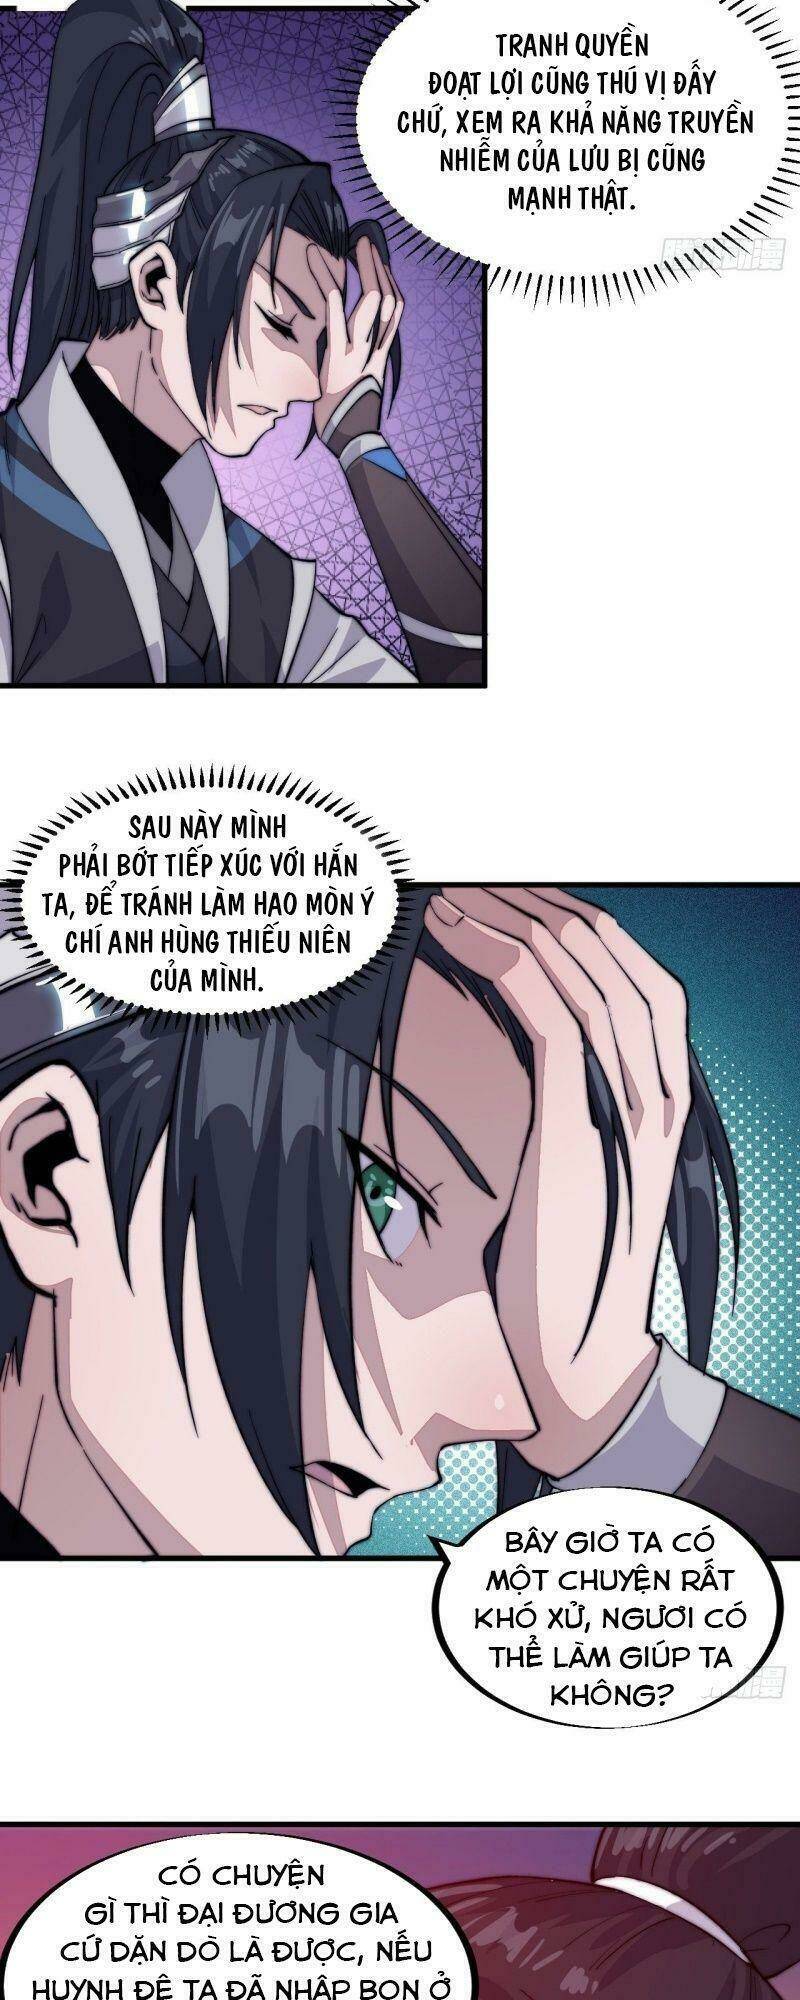 TRANH QUYỀN
ĐOẠT LỢI CŨNG THÚ VỊ ĐẤY
CHỨ, XEM RA KHẢ NĂNG TRUYỀN
NHIỄM CỦA LƯU BỊ CŨNG
MẠNH THẬT.
SAU NÀY MÌNH
PHẢI BỚT TIẾP XÚC VỚI HẮN
TA, ĐỂ TRÁNH LÀM HAO MÒN Ý
CHÍ ANH HÙNG THIẾU NIÊN
CỦA MÌNH.
BÂY GIỜ TA CÓ
MỘT CHUYỆN RẤT
KHÓ XỬ, NGƯƠI CÓ
THỂ LÀM GIÚP TA
KHÔNG?
CÓ CHUYỆN
GÌ THÌ ĐẠI ĐƯƠNG GIA
CỨ DẶN DÒ LÀ ĐƯỢC, NẾU
HUYNH ĐỆ TA ĐÃ NHẬP BỌN Ở